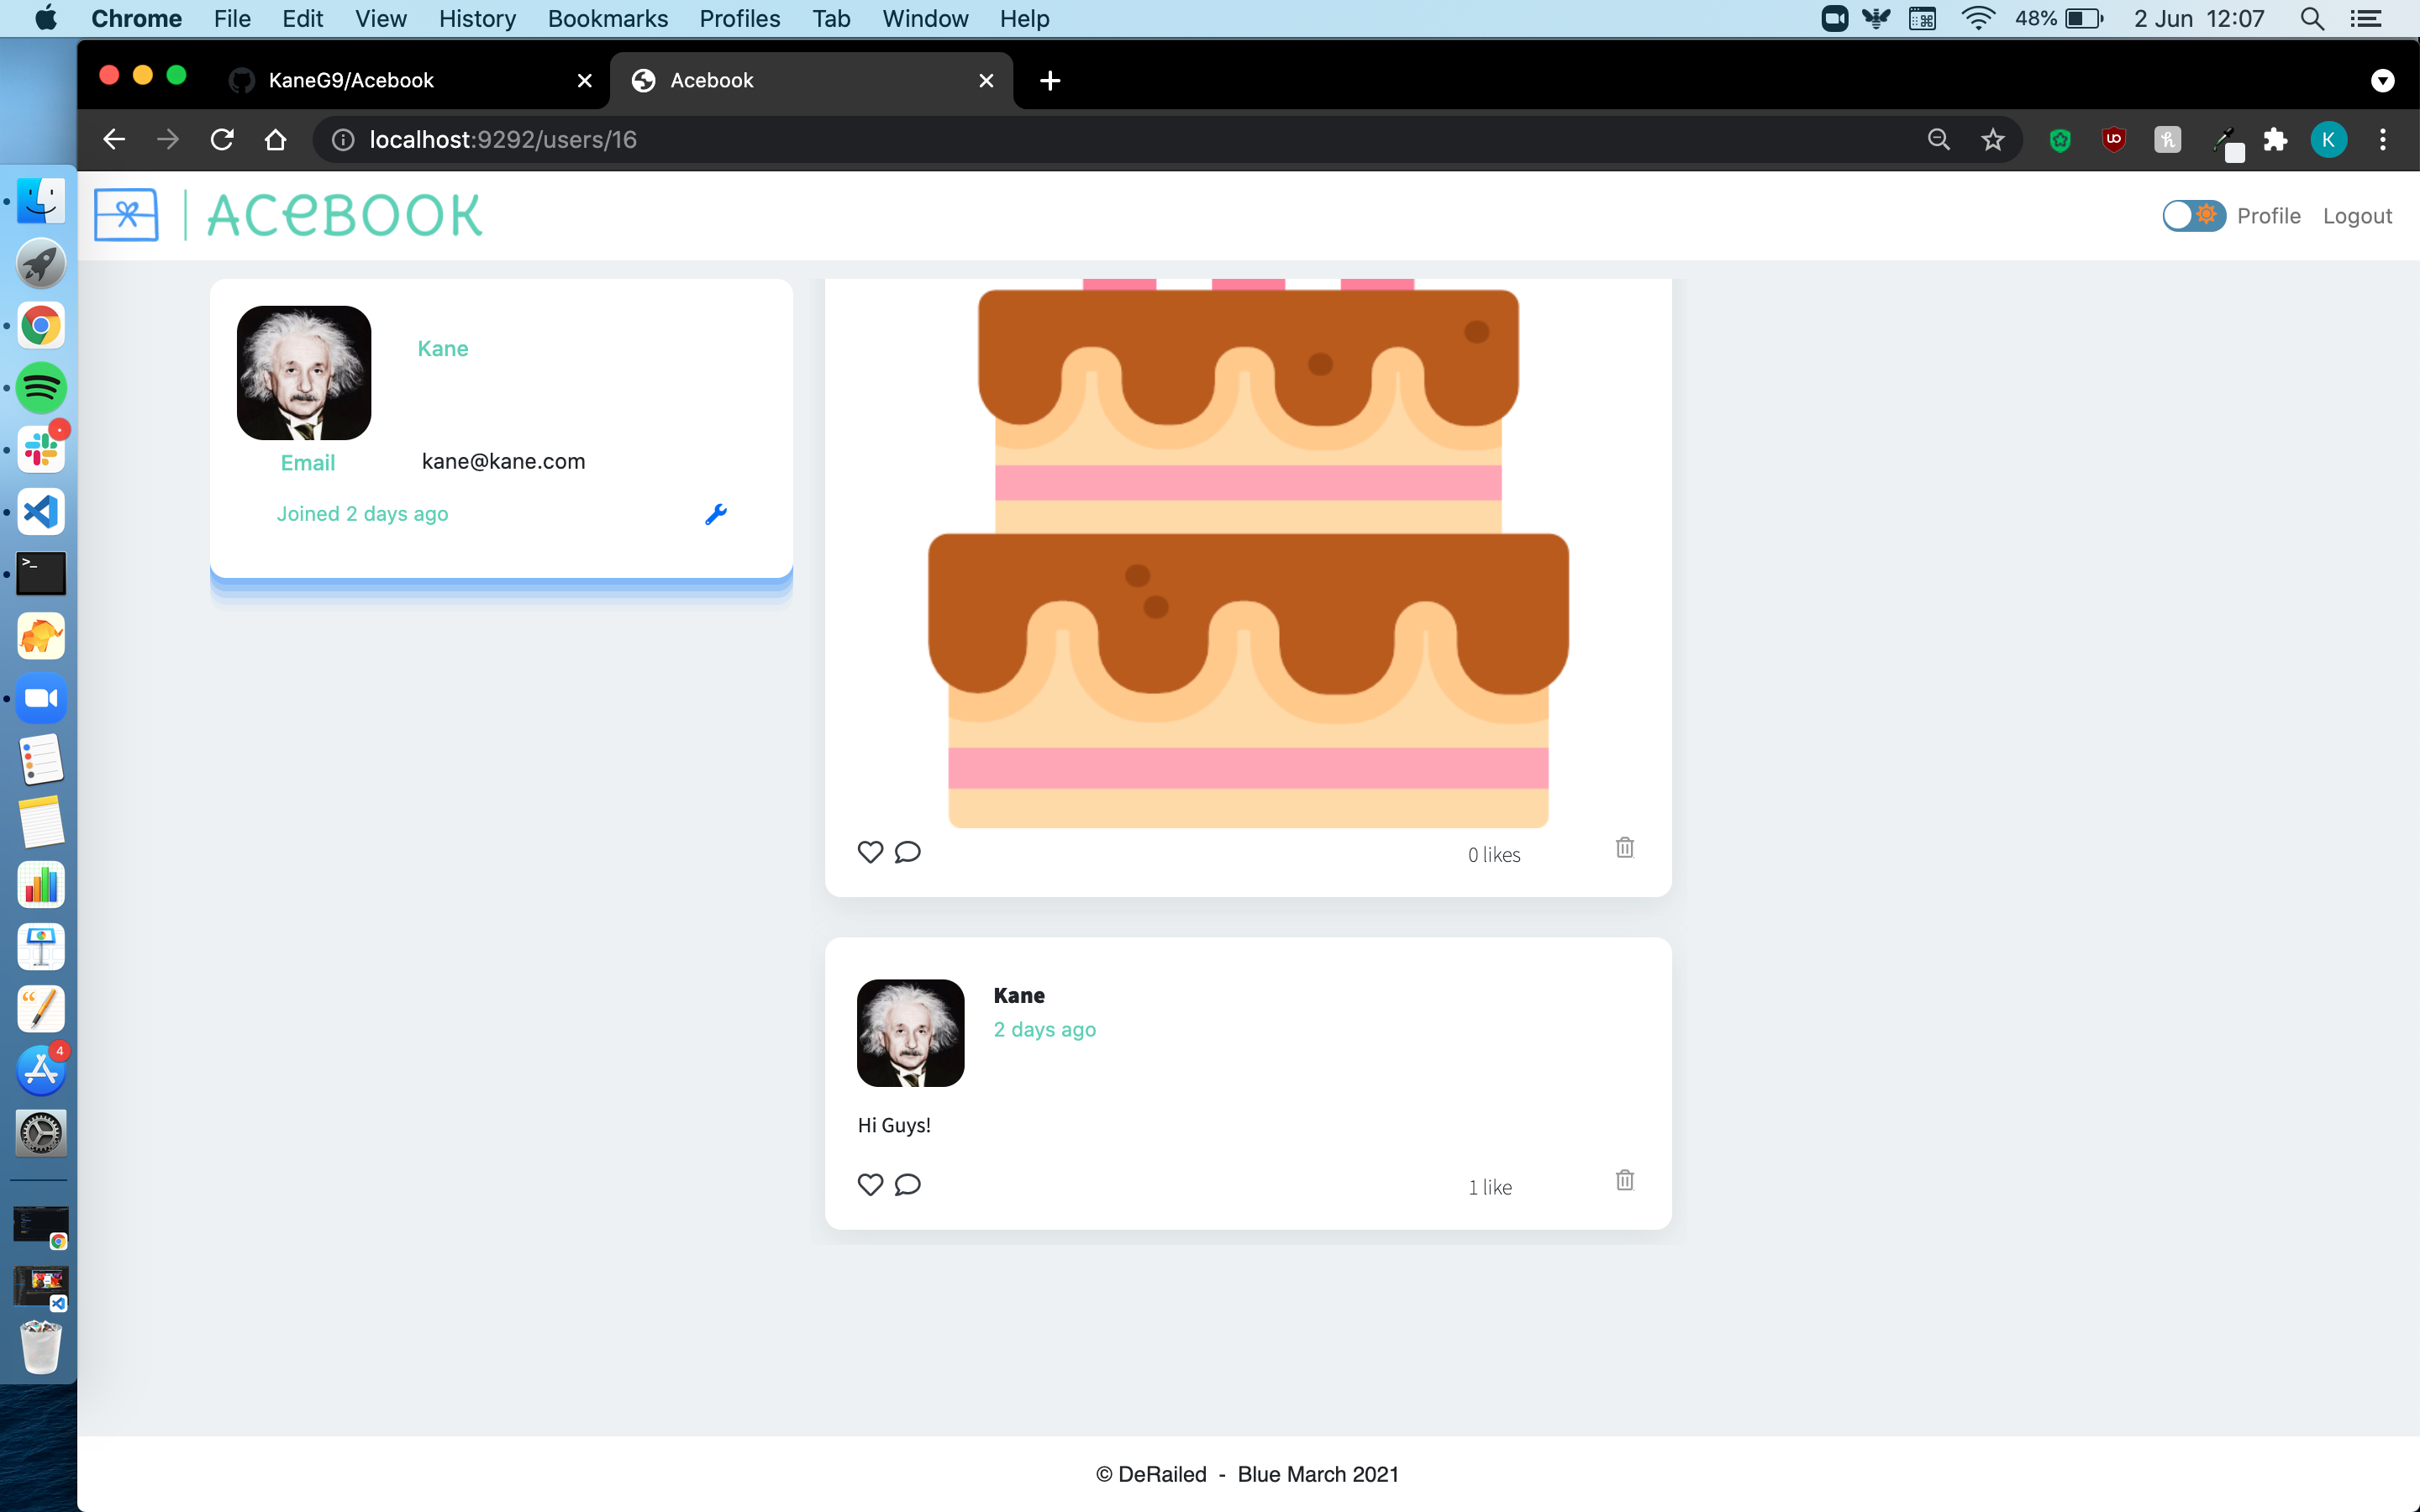 Chrome File Edit View History Bookmarks Profiles Tab Window Help 48% 2 Jun 12:07
KaneG9/Acebook Acebook
localhost:9292/users/16
K
ACeBOOK Profile Logout
Kane
Email kane@kane.com
Joined 2 days ago
0 likes
Kane
2 days ago
Hi Guys!
1 like
4
© DeRailed - Blue March 2021